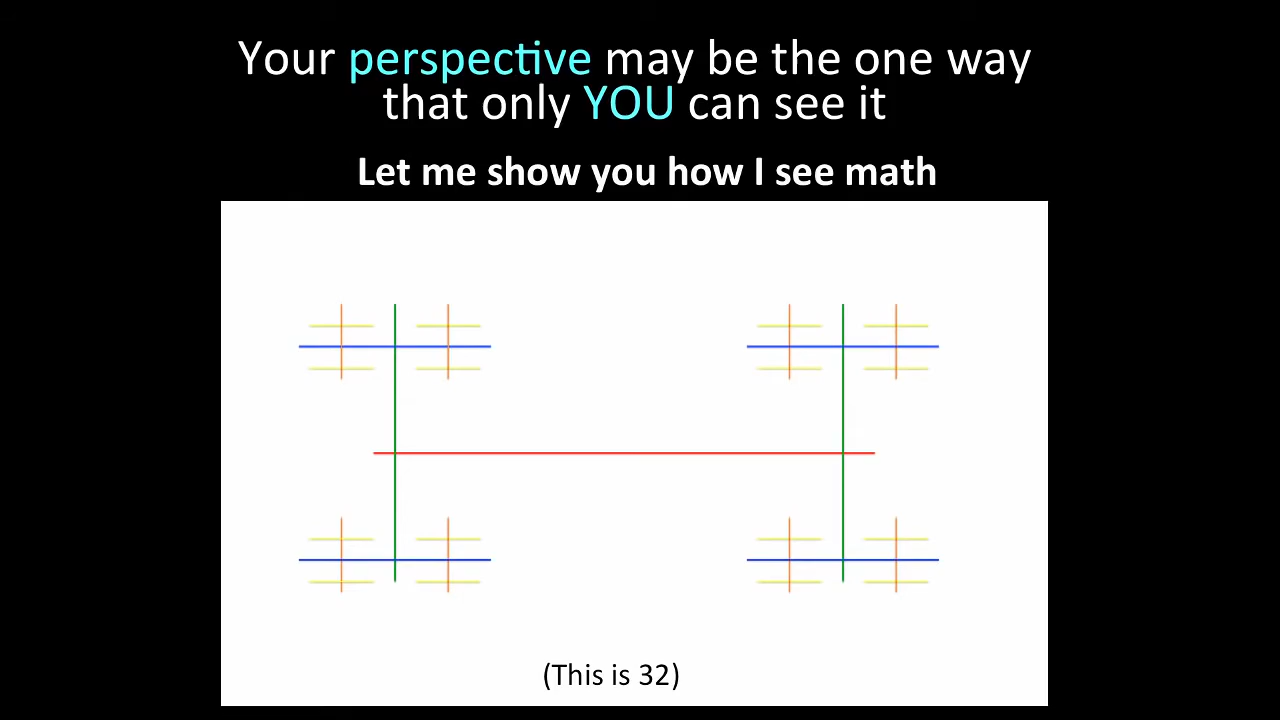 Your perspective may be the one way
that only YOU can see it
Let me show you how I see math
(This is 32)